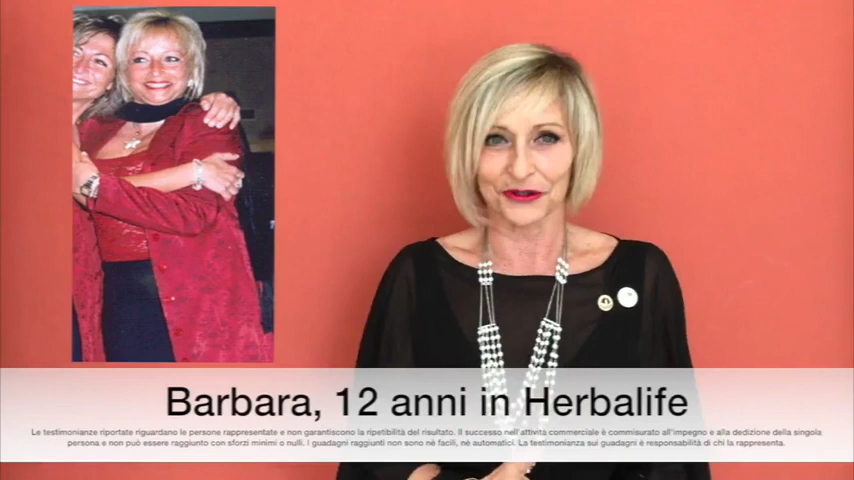 Barbara, 12 anni in Herbalife
Le testimonianze riportate riguardano le persone rappresentate e non garantiscono la ripetibilità del risultato. Il successo nell'attività commerciale è commisurato all'impegno e alla dedizione della singola
persona e non può essere raggiunto con sforzi minimi o nulli. I guadagni raggiunti non sono nè facili, nè automatici. La testimonianza sui guadagni è responsabilità di chi la rappresenta.